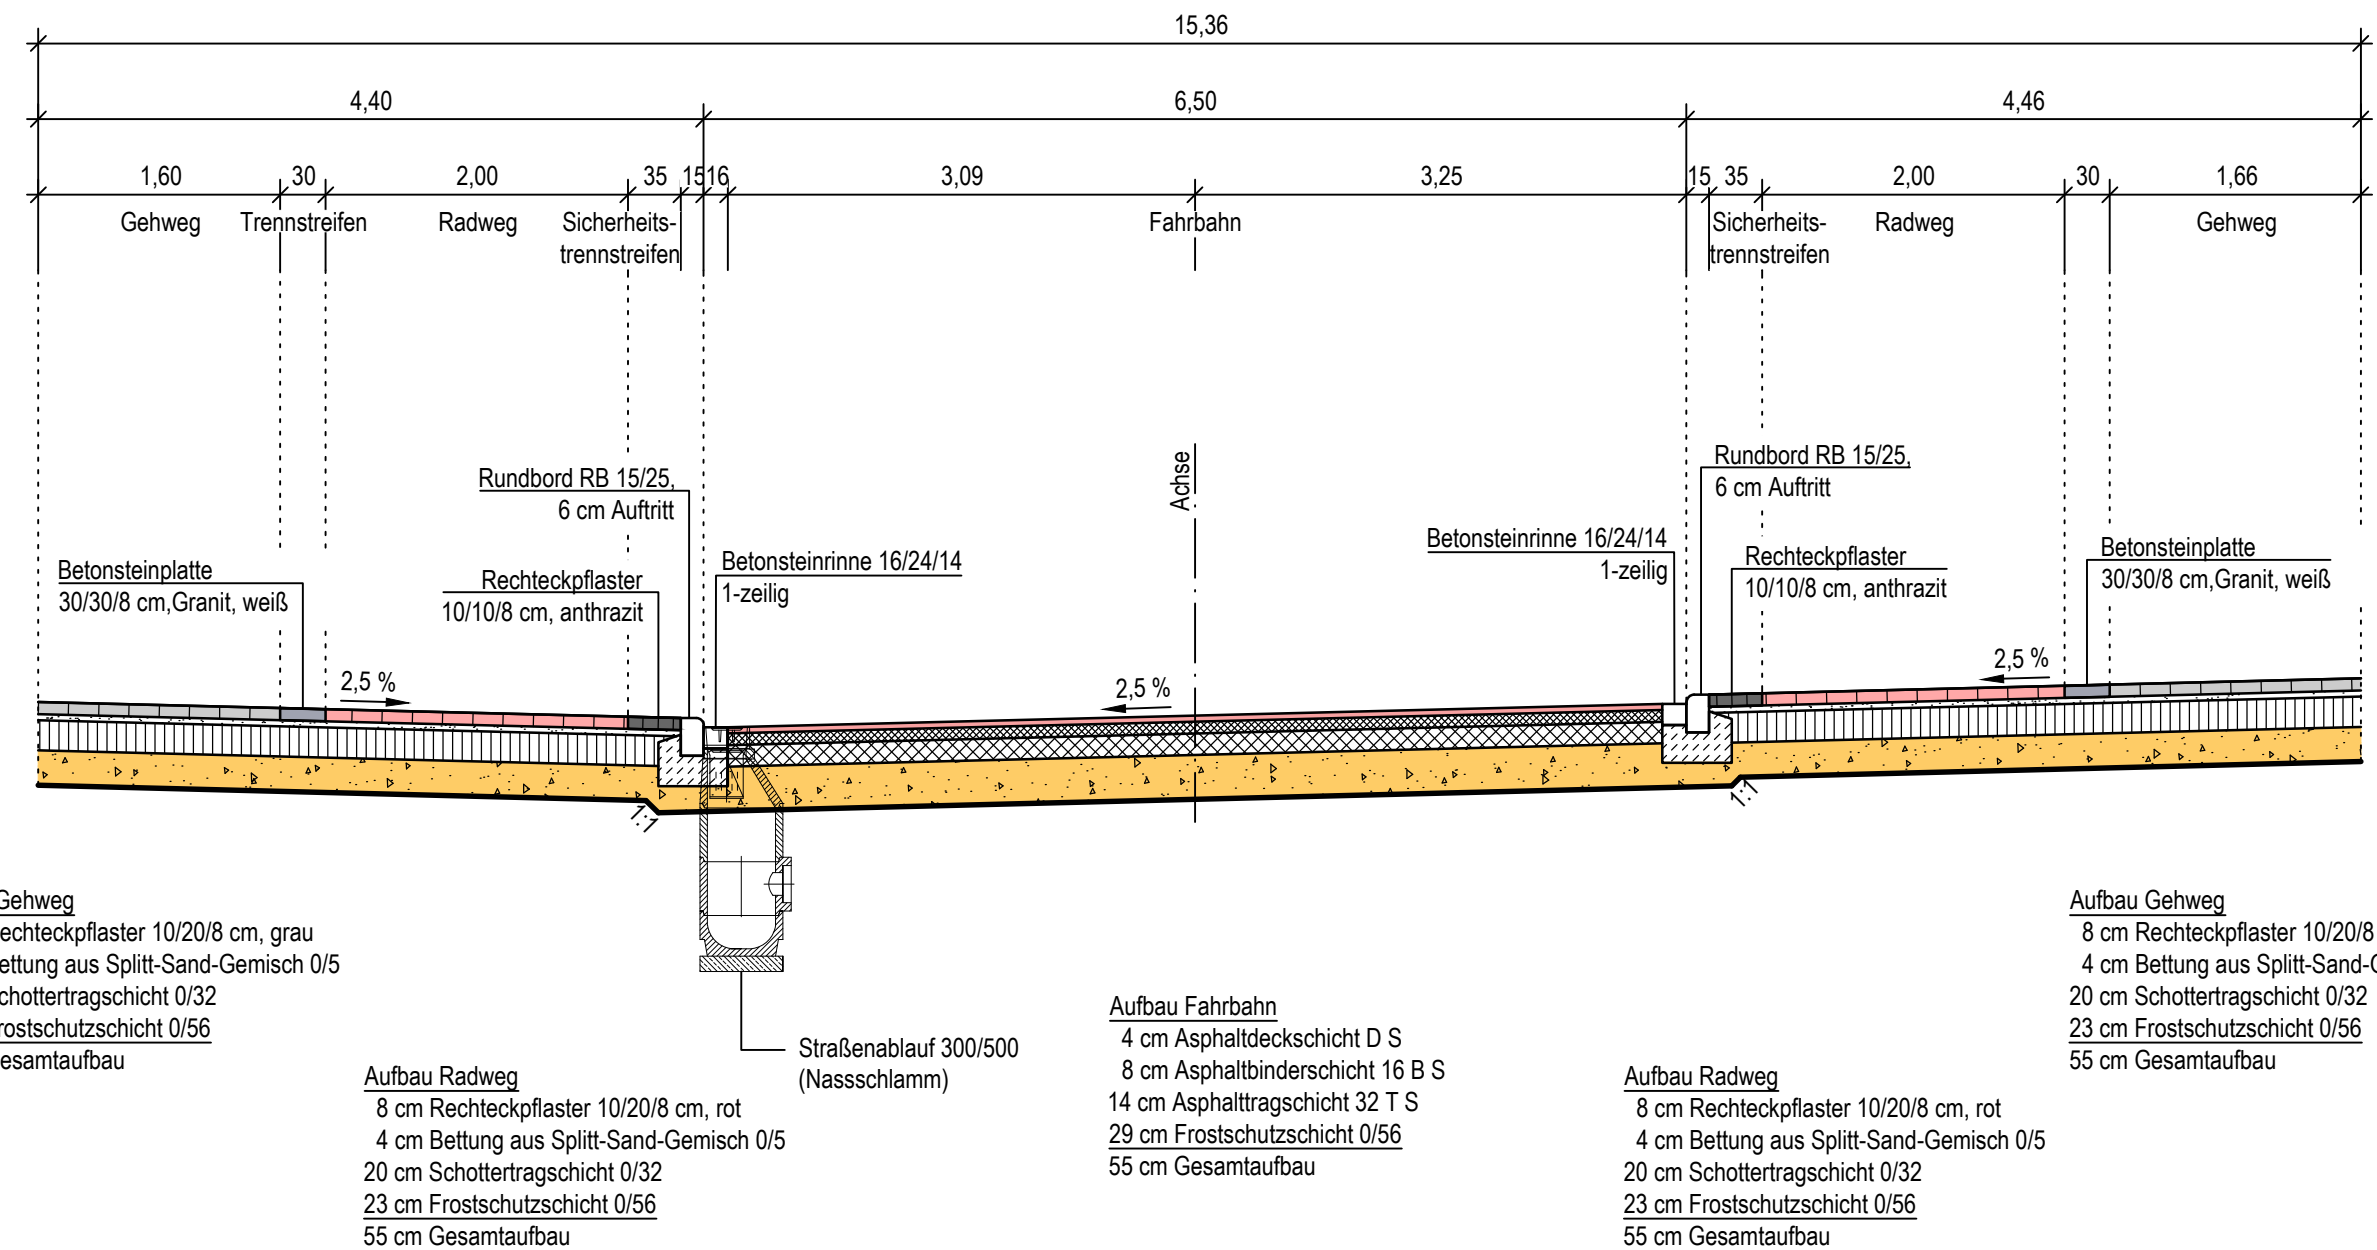 15,36
4,40 6,50 4,46
1,60 30 2,00 35 15 16 3,09 3,25 15 35 2,00 30 1,66
Gehweg Trennstreifen Radweg Sicherheits- Fahrbahn Sicherheits- Radweg Gehweg
trennstreifen trennstreifen
Rundbord RB 15/25,
6 cm Auftritt
Achse
Rundbord RB 15/25,
6 cm Auftritt
Betonsteinplatte
30/30/8 cm,Granit, weiß
Rechteckpflaster
10/10/8 cm, anthrazit
Betonsteinrinne 16/24/14
1-zeilig
Betonsteinrinne 16/24/14
1-zeilig
Rechteckpflaster
10/10/8 cm, anthrazit
Betonsteinplatte
30/30/8 cm,Granit, weiß
2,5 %
2,5 %
2,5 %
1:1
1:1
Gehweg
echteckpflaster 10/20/8 cm, grau
ettung aus Splitt-Sand-Gemisch 0/5
chottertragschicht 0/32
rostschutzschicht 0/56
esamtaufbau
Aufbau Radweg
8 cm Rechteckpflaster 10/20/8 cm, rot
4 cm Bettung aus Splitt-Sand-Gemisch 0/5
20 cm Schottertragschicht 0/32
23 cm Frostschutzschicht 0/56
55 cm Gesamtaufbau
Straßenablauf 300/500
(Nassschlamm)
Aufbau Fahrbahn
4 cm Asphaltdeckschicht D S
8 cm Asphaltbinderschicht 16 B S
14 cm Asphalttragschicht 32 T S
29 cm Frostschutzschicht 0/56
55 cm Gesamtaufbau
Aufbau Radweg
8 cm Rechteckpflaster 10/20/8 cm, rot
4 cm Bettung aus Splitt-Sand-Gemisch 0/5
20 cm Schottertragschicht 0/32
23 cm Frostschutzschicht 0/56
55 cm Gesamtaufbau
Aufbau Gehweg
8 cm Rechteckpflaster 10/20/8
4 cm Bettung aus Splitt-Sand-G
20 cm Schottertragschicht 0/32
23 cm Frostschutzschicht 0/56
55 cm Gesamtaufbau